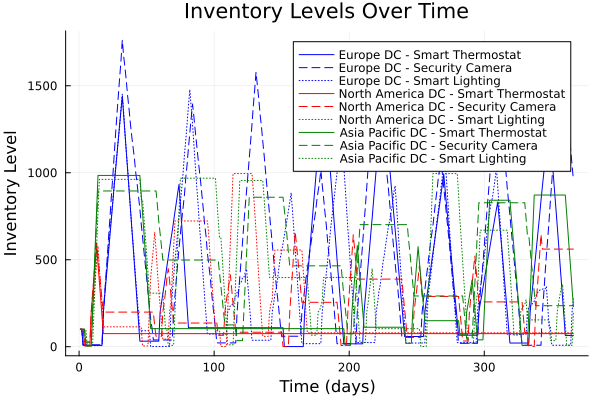 Inventory Levels Over Time
Inventory Level
1500
1000
500
0
Europe DC - Smart Thermostat
Europe DC - Security Camera
Europe DC - Smart Lighting
North America DC - Smart Thermostat
North America DC - Security Camera
North America DC - Smart Lighting
Asia Pacific DC - Smart Thermostat
Asia Pacific DC - Security Camera
Asia Pacific DC - Smart Lighting
0 100 200 300
Time (days)